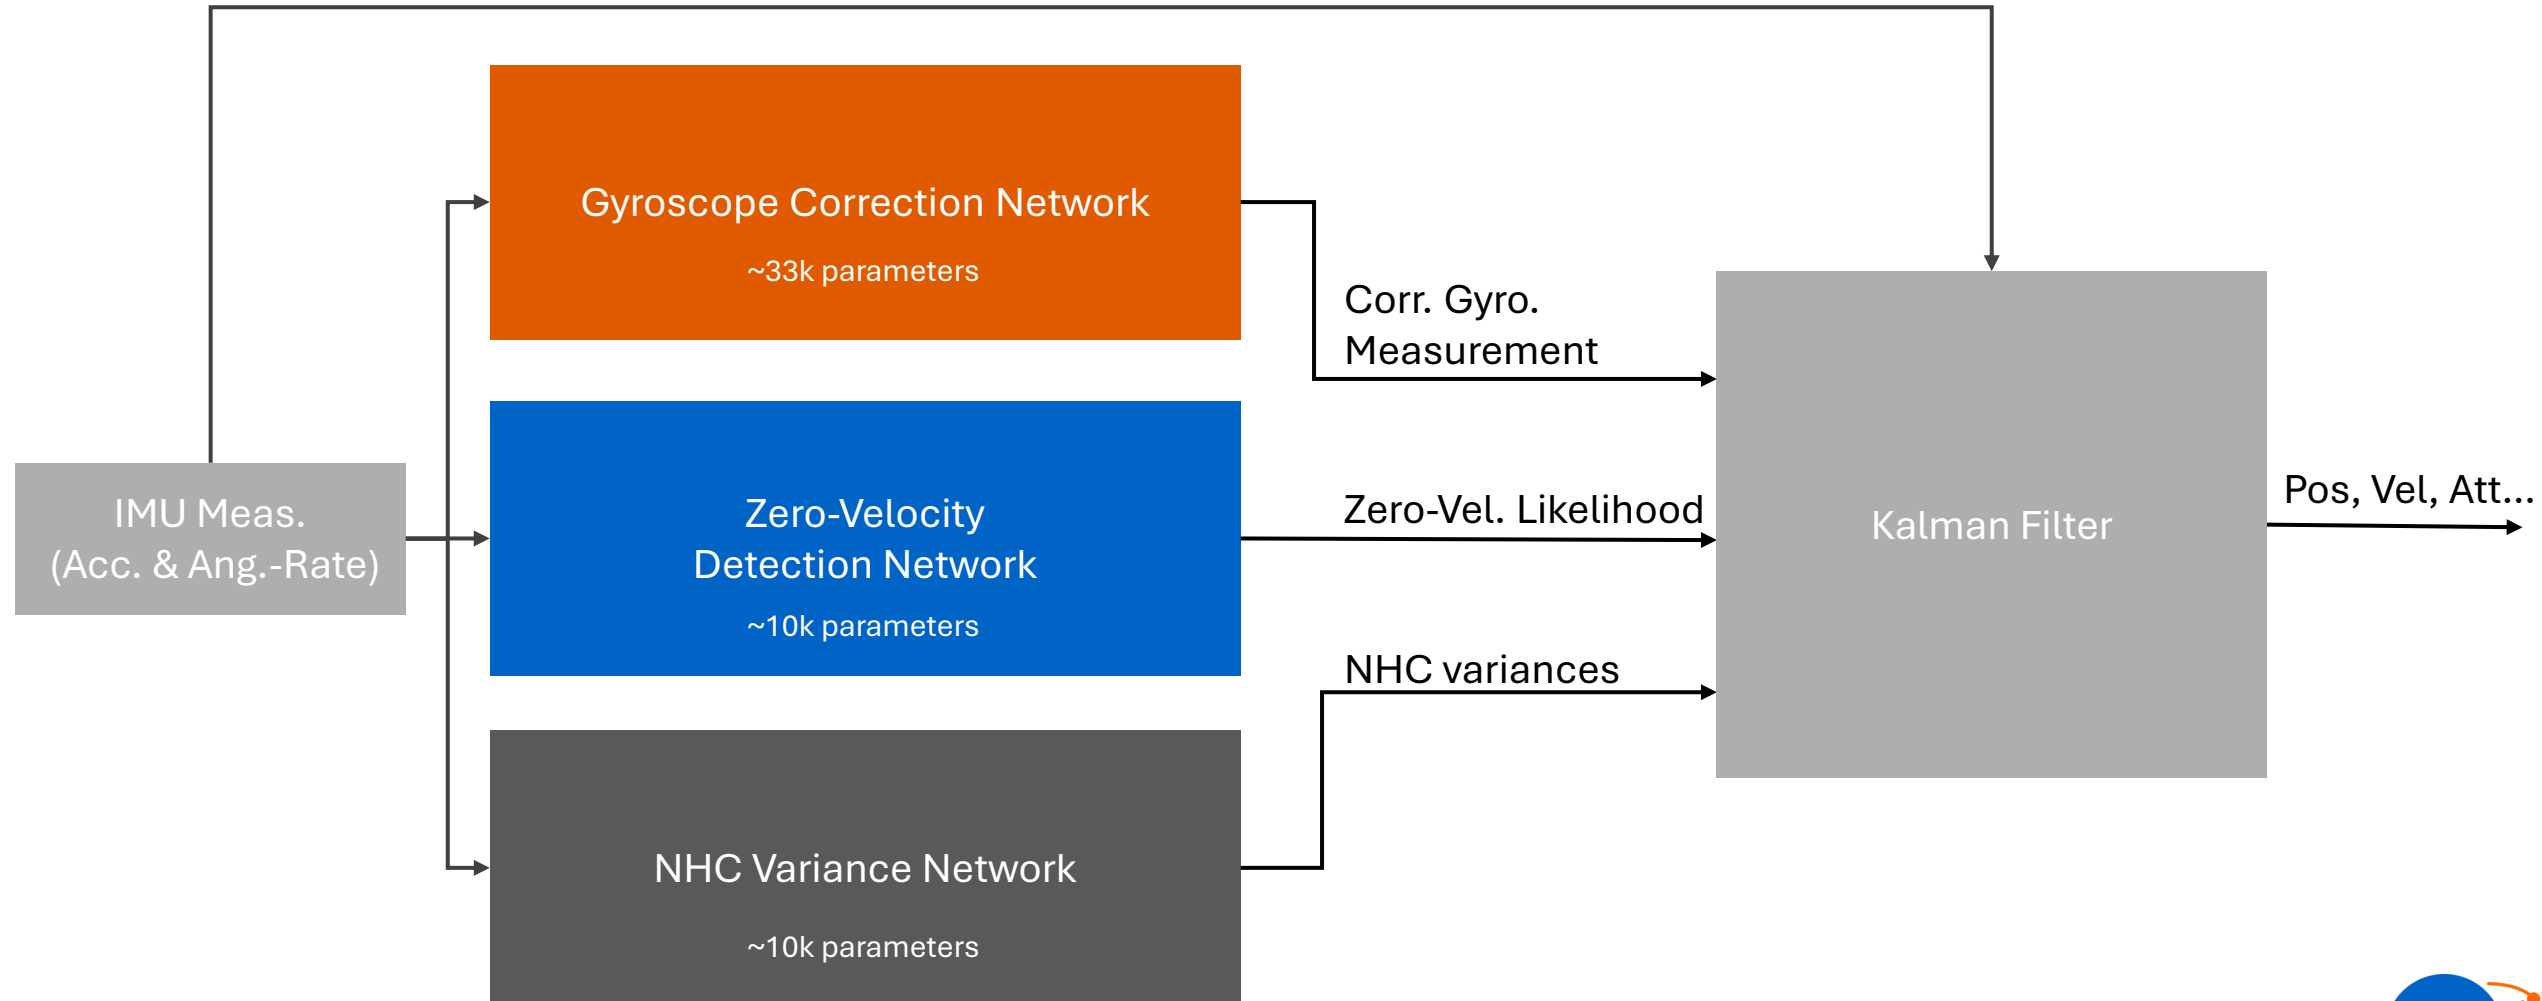 Gyroscope Correction Network
~33k parameters
Corr. Gyro.
Measurement
IMU Meas.
(Acc. & Ang.-Rate)
Zero-Velocity
Detection Network
~10k parameters
Zero-Vel. Likelihood
Kalman Filter
Pos, Vel, Att...
NHC variances
NHC Variance Network
~10k parameters